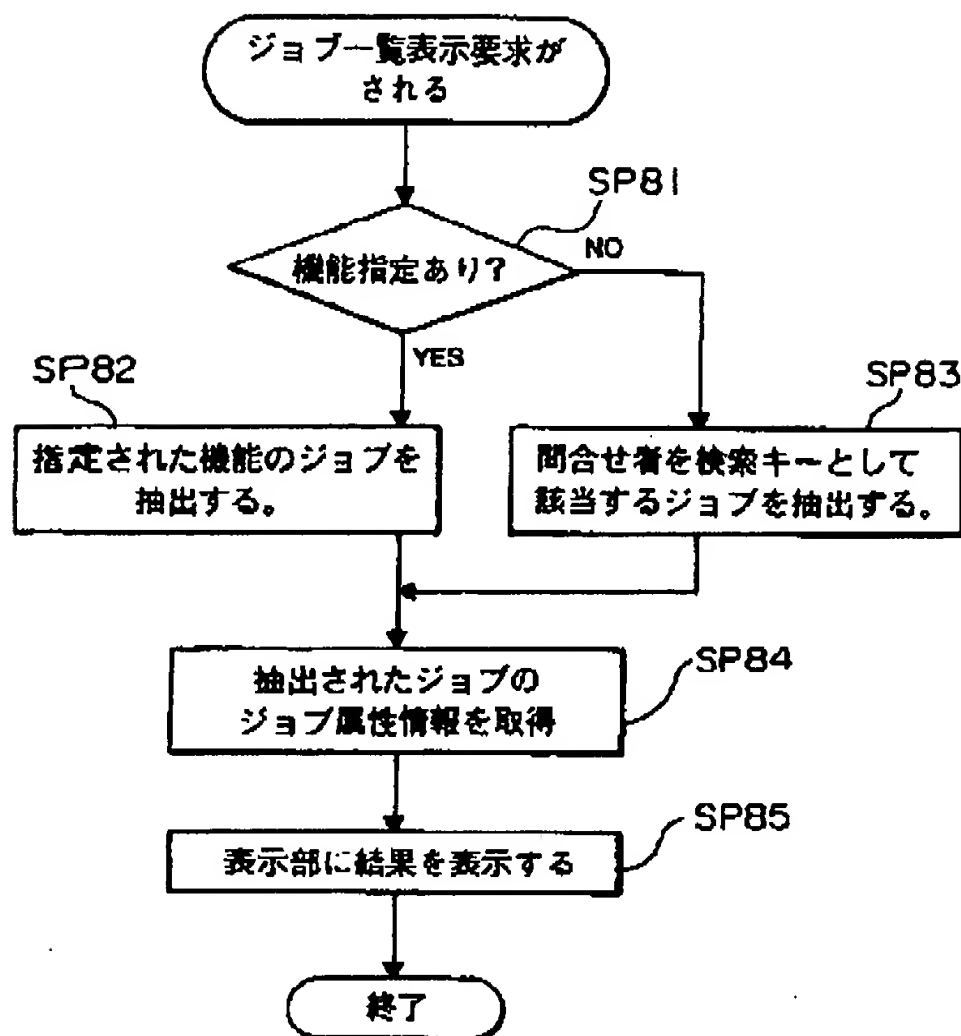 ジョブ一覧表示要求が
される
SP81
機能指定あり?
NO
YES
SP82
指定された機能のジョブを
抽出する。
SP83
問合せ者を検索キーとして
該当するジョブを抽出する。
抽出されたジョブの
ジョブ属性情報を取得
SP84
表示部に結果を表示する
SP85
終了